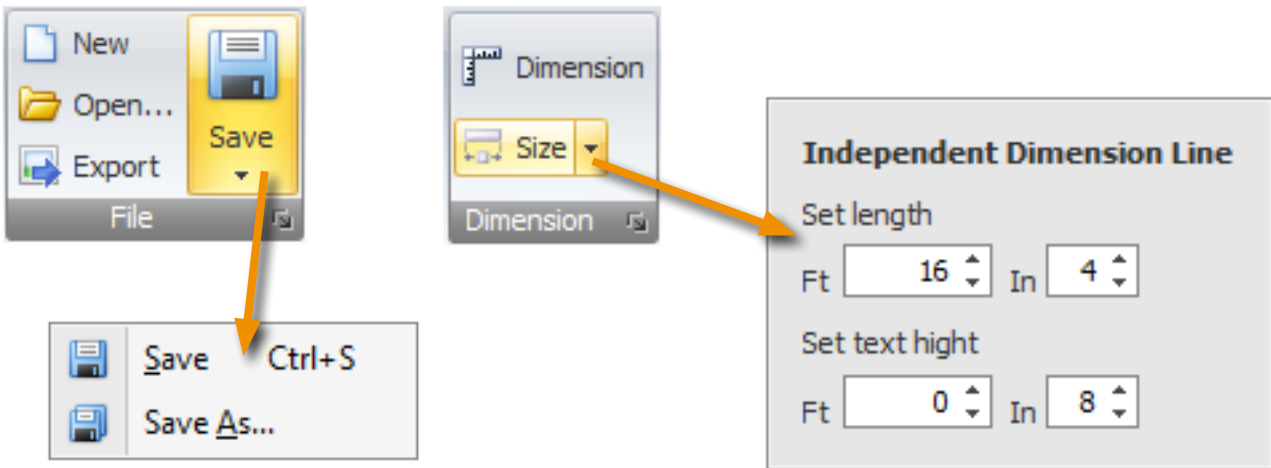 New
Open...
Export
Save
File
Dimension
Size
Dimension
Save Ctrl+S
Save As...
Independent Dimension Line
Set length
Ft 16 In 4
Set text hight
Ft 0 In 8